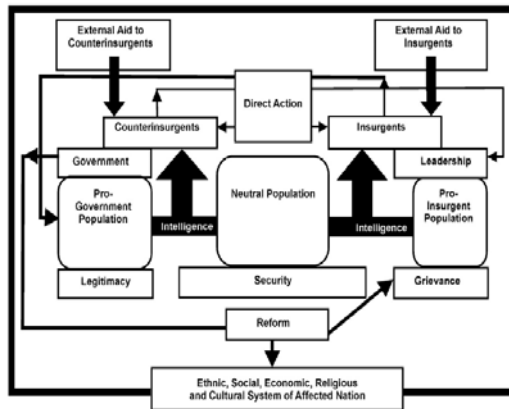 External Aid to
Counterinsurgents
External Aid to
Insurgents
Direct Action
Counterinsurgents
Insurgents
Government
Leadership
Pro-
Government
Population
Neutral Population
Pro-
Insurgent
Population
Intelligence
Intelligence
Legitimacy
Security
Grievance
Reform
Ethnic, Social, Economic, Religious
and Cultural System of Affected Nation